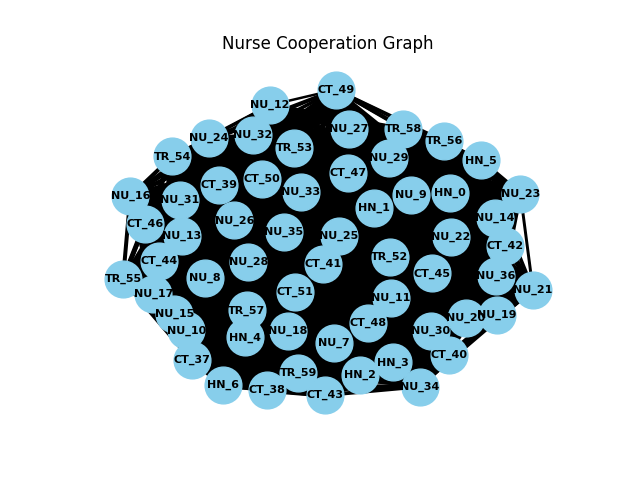 Nurse Cooperation Graph
CT_49
NU_12
NU_27
TR_58
NU_32
NU_24
TR_56
TR_53
TR_54
NU_29
HN_5
CT_47
CT_50
CT_39
NU_33
HN_0
NU_23
NU_9
NU_16
NU_31
HN_1
NU_14
NU_26
CT_46
NU_35
NU_13
NU_25
NU_22
CT_42
TR_52
CT_44
NU_28
CT_41
CT_45
NU_36
NU_8
TR_55
NU_21
CT_51
NU_17
NU_11
TR_57
NU_15
NU_19
NU_20
CT_48
NU_10
NU_18
NU_30
HN_4
NU_7
CT_40
CT_37
HN_3
TR_59
HN_2
HN_6
NU_34
CT_38
CT_43